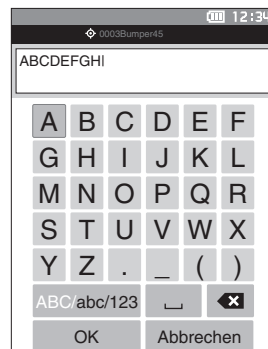 12:34
0003Bumper45
ABCDEFGHI
A B C D E F
G H I J K L
M N O P Q R
S T U V W X
Y Z . _ ( )
ABC/abc/123
OK Abbrechen